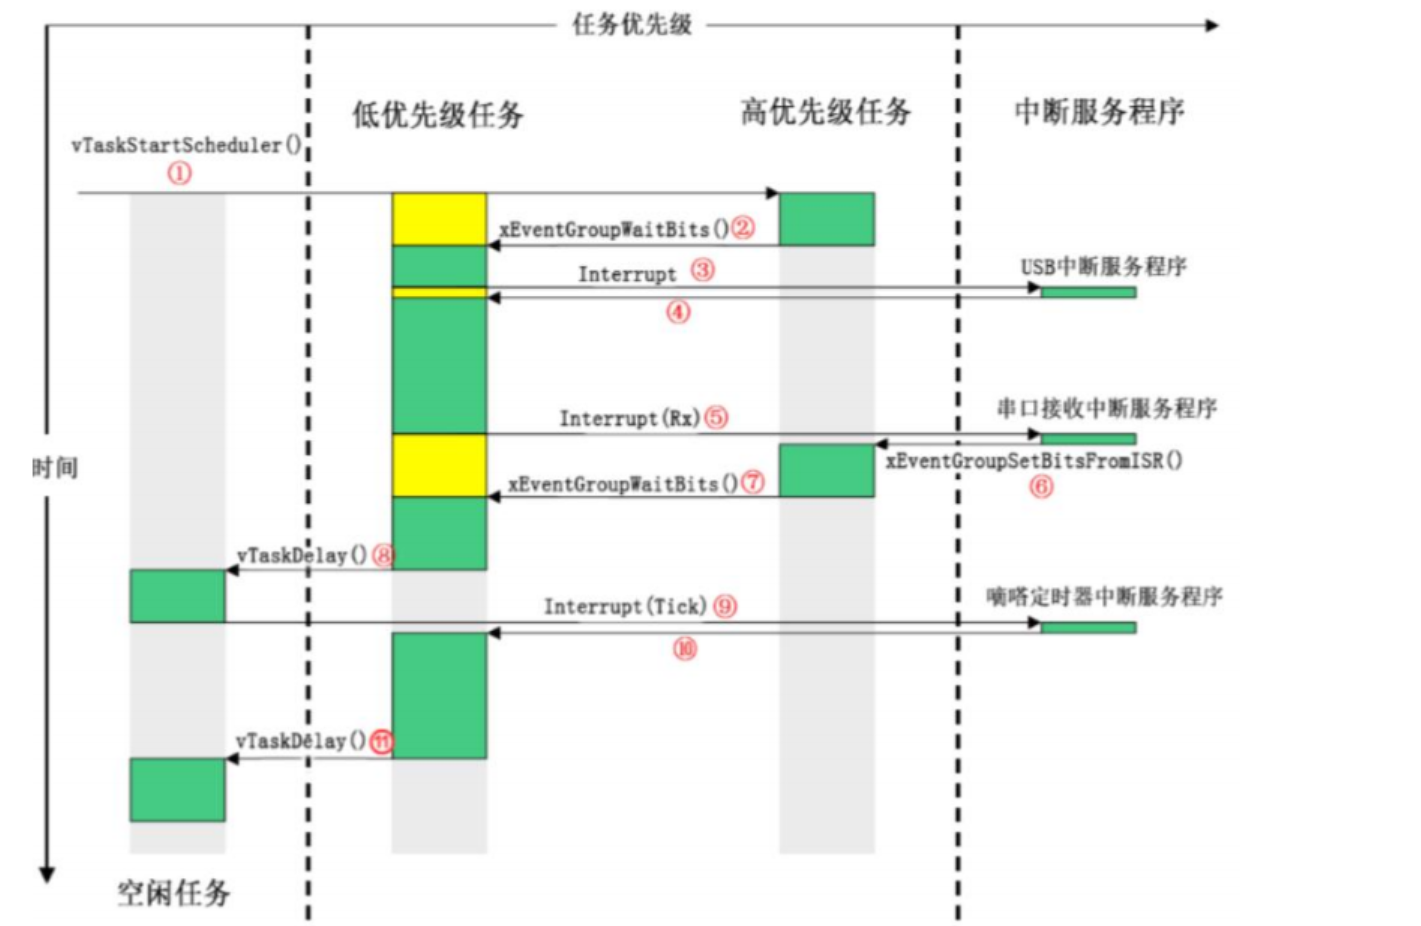 任务优先级
低优先级任务
高优先级任务
中断服务程序
vTaskStartScheduler()
①
xEventGroupWaitBits()②
Interrupt ③
USB中断服务程序
④
Interrupt(Rx)⑤
串口接收中断服务程序
xEventGroupSetBitsFromISR()
⑥
时间
xEventGroupWaitBits()⑦
vTaskDelay()⑧
Interrupt(Tick)⑨
嘀嗒定时器中断服务程序
⑩
vTaskDelay()⑪
空闲任务